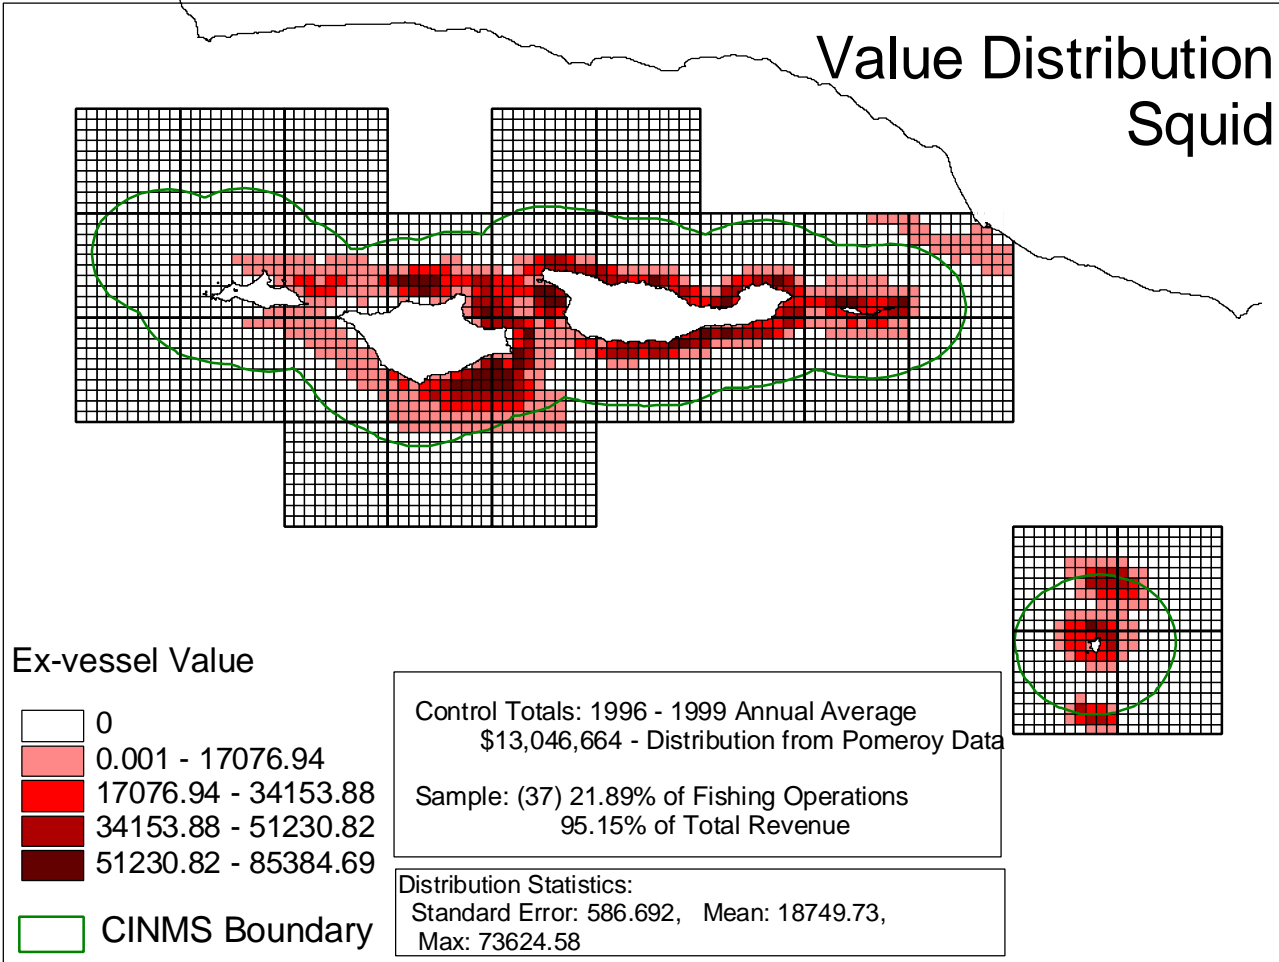 Value Distribution
Squid
Ex-vessel Value
0
0.001 - 17076.94
17076.94 - 34153.88
34153.88 - 51230.82
51230.82 - 85384.69
CINMS Boundary
Control Totals: 1996 - 1999 Annual Average
$13,046,664 - Distribution from Pomeroy Data
Sample: (37) 21.89% of Fishing Operations
95.15% of Total Revenue
Distribution Statistics:
Standard Error: 586.692, Mean: 18749.73,
Max: 73624.58